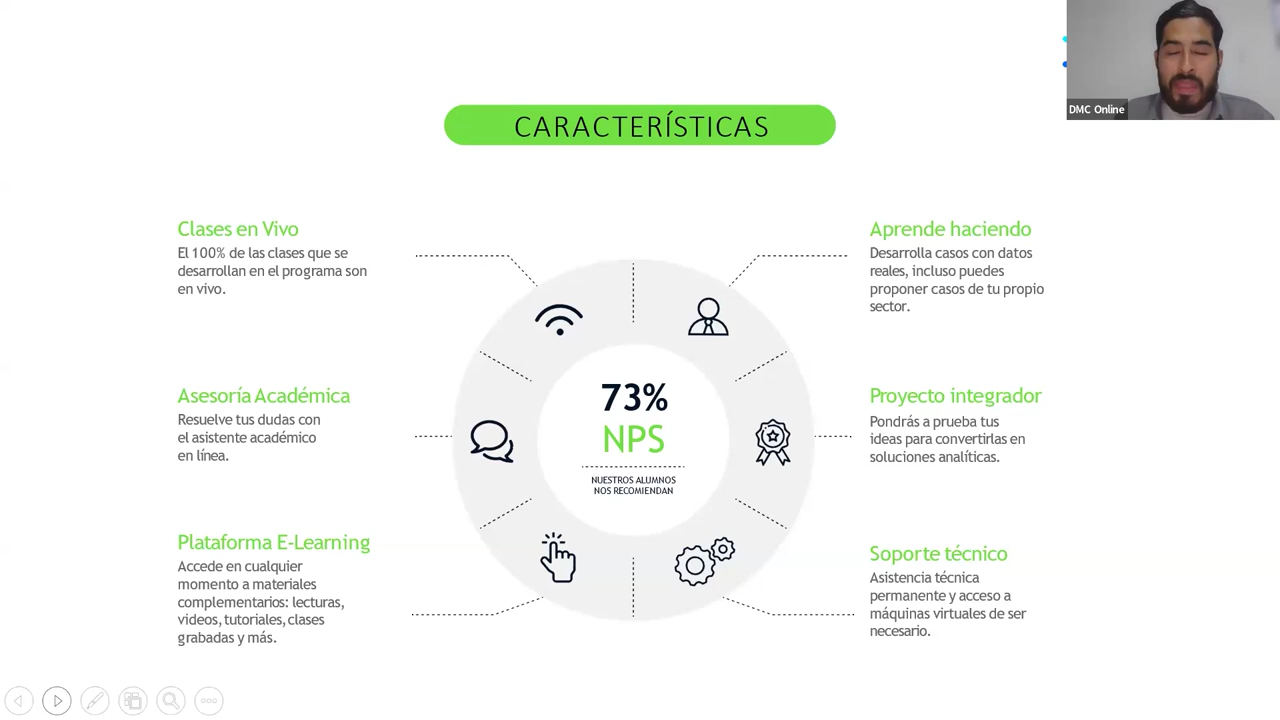 DMC Online
CARACTERÍSTICAS
Clases en Vivo
El 100% de las clases que se
desarrollan en el programa son
en vivo.
Asesoría Académica
Resuelve tus dudas con
el asistente académico
en línea.
Plataforma E-Learning
Accede en cualquier
momento a materiales
complementarios: lecturas,
videos, tutoriales, clases
grabadas y más.
73%
NPS
NUESTROS ALUMNOS
NOS RECOMIENDAN
Aprende haciendo
Desarrolla casos con datos
reales, incluso puedes
proponer casos de tu propio
sector.
Proyecto integrador
Pondrás a prueba tus
ideas para convertirlas en
soluciones analíticas.
Soporte técnico
Asistencia técnica
permanente y acceso a
máquinas virtuales de ser
necesario.